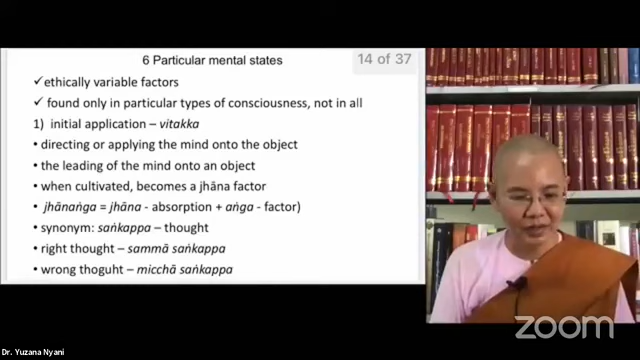 6 Particular mental states
14 of 37
✓ethically variable factors
✓ found only in particular types of consciousness, not in all
1) initial application – vitakka
• directing or applying the mind onto the object
• the leading of the mind onto an object
• when cultivated, becomes a jhāna factor
• jhānaṅga = jhāna - absorption + aṅga - factor)
• synonym: saṅkappa – thought
• right thought – sammā saṅkappa
• wrong thoguht – micchā saṅkappa
zoom
Dr. Yuzana Nyani